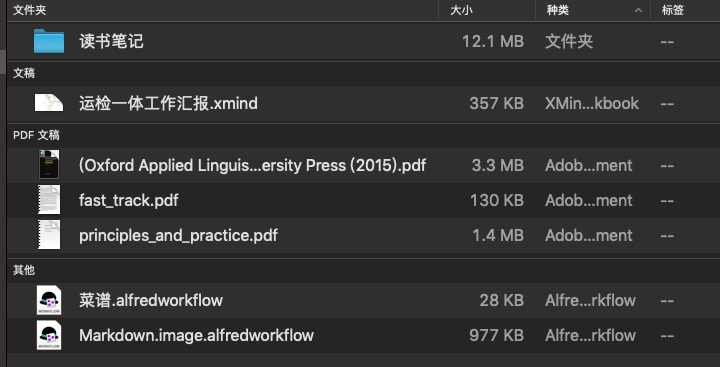 文件夹 大小 种类 标签
读书笔记 12.1 MB 文件夹 --
文稿
运检一体工作汇报.xmind 357 KB XMin...kbook --
PDF 文稿
(Oxford Applied Linguis...ersity Press (2015).pdf 3.3 MB Adob...ment --
fast_track.pdf 130 KB Adob...ment --
principles_and_practice.pdf 1.4 MB Adob...ment --
其他
菜谱.alfredworkflow 28 KB Alfre...rkflow --
Markdown.image.alfredworkflow 977 KB Alfre...rkflow --